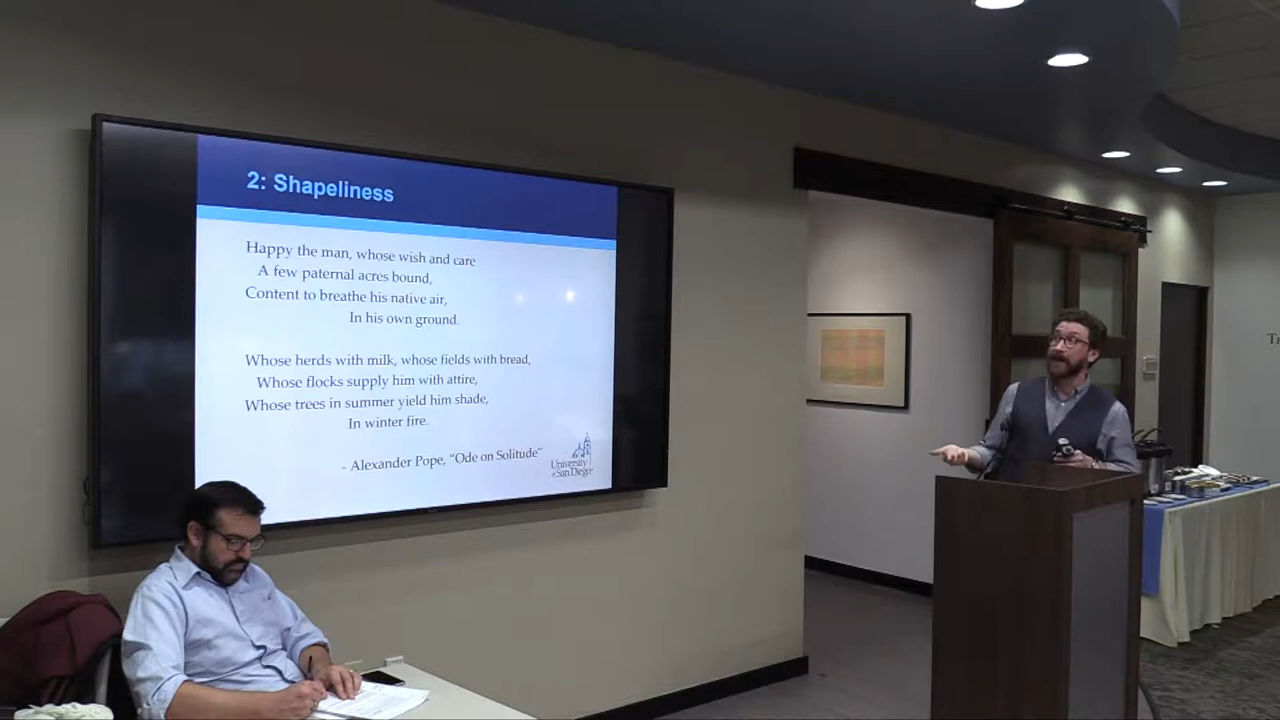 2: Shapeliness
Happy the man, whose wish and care
A few paternal acres bound,
Content to breathe his native air,
In his own ground.
Whose herds with milk, whose fields with bread,
Whose flocks supply him with attire,
Whose trees in summer yield him shade,
In winter fire.
- Alexander Pope, “Ode on Solitude”
University
of San Diego